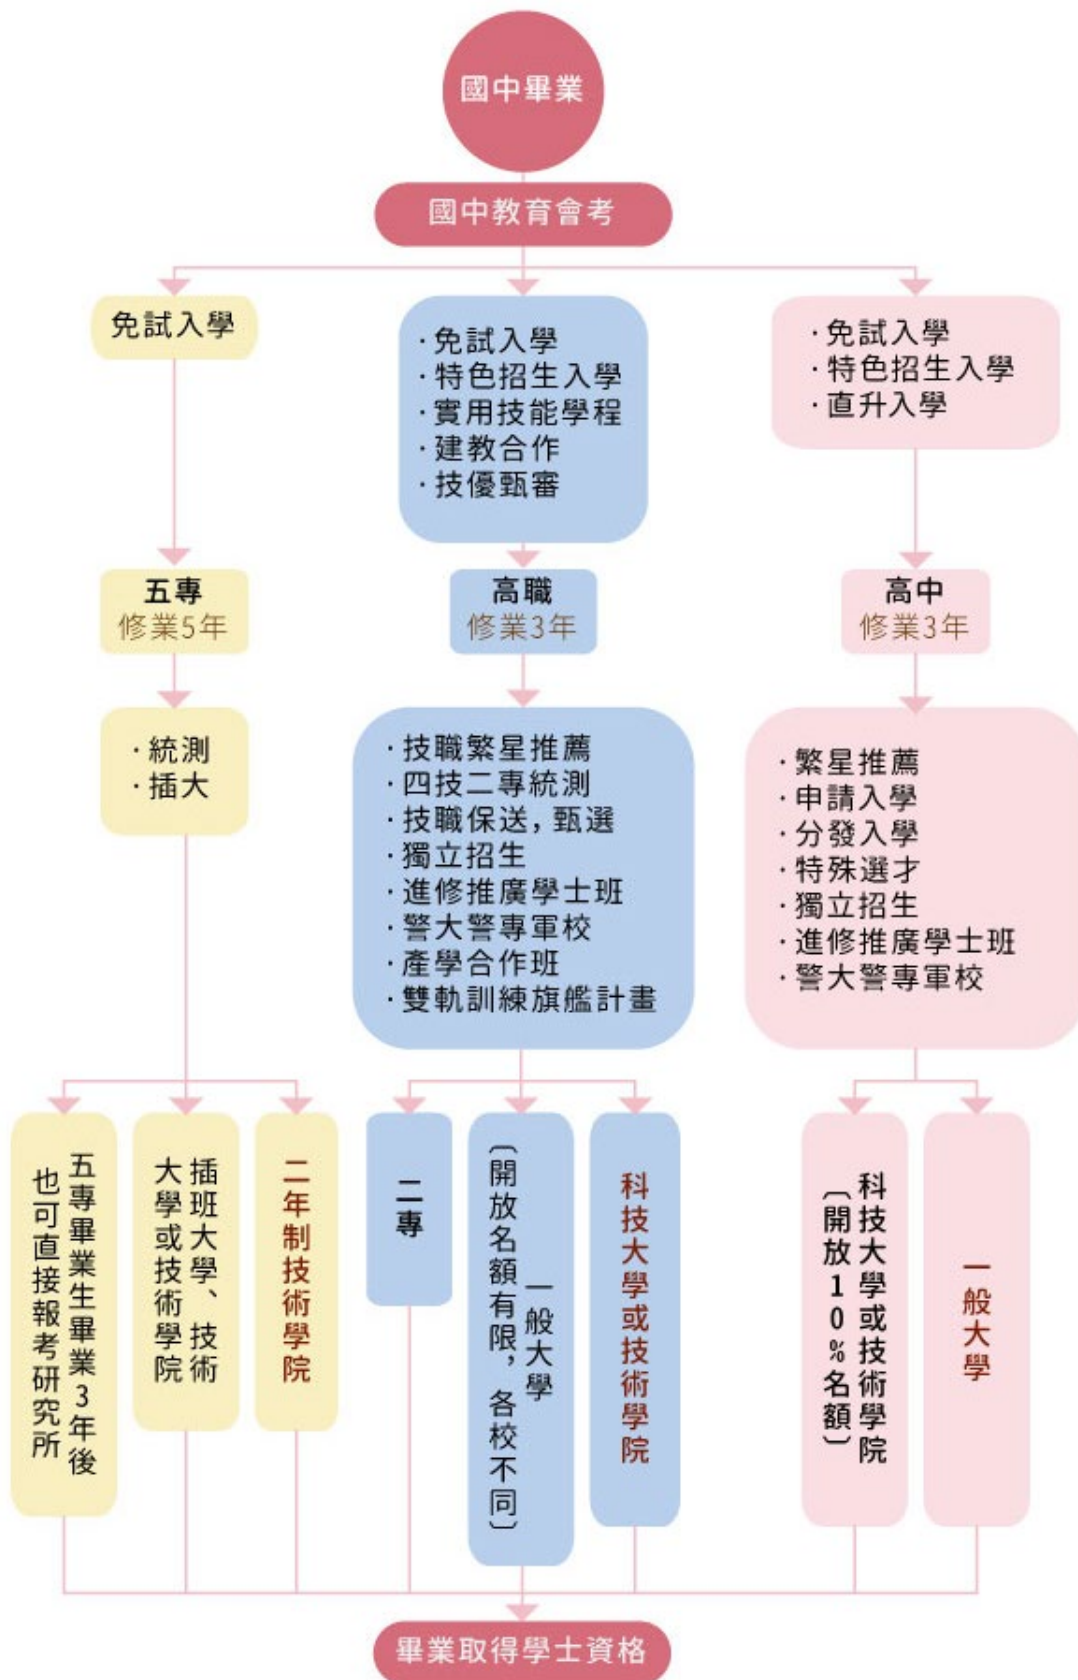 國中畢業
國中教育會考
免試入學
·免試入學
·特色招生入學
·實用技能學程
·建教合作
·技優甄審
·免試入學
·特色招生入學
·直升入學
五專
修業5年
高職
修業3年
高中
修業3年
·統測
·插大
·技職繁星推薦
·四技二專統測
·技職保送,甄選
·獨立招生
·進修推廣學士班
·警大警專軍校
·產學合作班
·雙軌訓練旗艦計畫
·繁星推薦
·申請入學
·分發入學
·特殊選才
·獨立招生
·進修推廣學士班
·警大警專軍校
五專畢業生畢業3年後
也可直接報考研究所
插班大學、技術
大學或技術學院
二年制技術學院
二專
一般大學
〔開放名額有限,各校不同〕
科技大學或技術學院
科技大學或技術學院
〔開放10%名額〕
一般大學
畢業取得學士資格